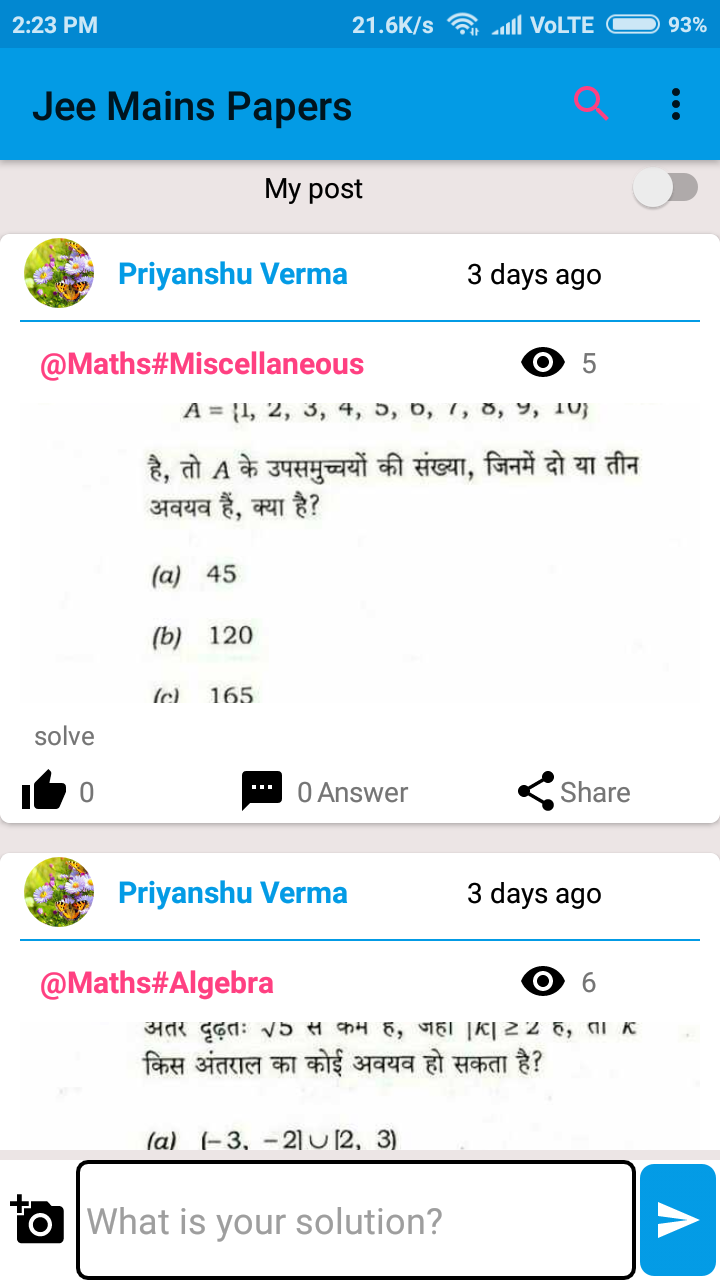 2:23 PM 21.6K/s VoLTE 93%
Jee Mains Papers
My post
Priyanshu Verma 3 days ago
@Maths#Miscellaneous 5
A = {1, 2, 3, 4, 5, 6, 7, 8, 9, 10}
है, तो A के उपसमुच्चयों की संख्या, जिनमें दो या तीन
अवयव हैं, क्या है?
(a) 45
(b) 120
(c) 165
solve
0 0 Answer Share
Priyanshu Verma 3 days ago
@Maths#Algebra 6
अंतर दृढ़तः √5 से कम है, जहाँ |k| ≥ 2 है, तो k
किस अंतराल का कोई अवयव हो सकता है?
(a) (–3, –2] ∪ [2, 3)
What is your solution?